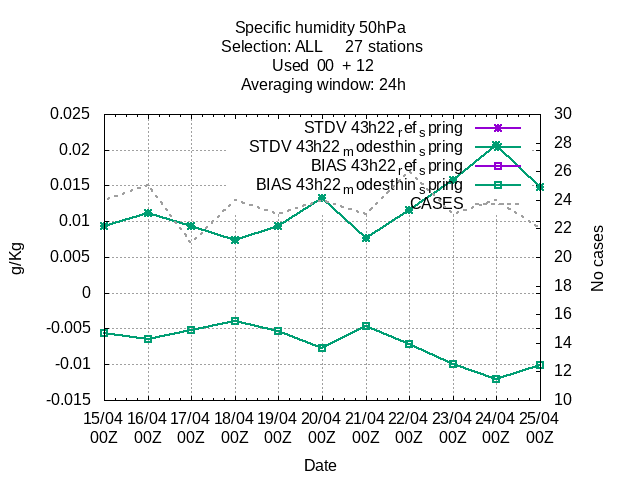 Specific humidity 50hPa
Selection: ALL 27 stations
Used 00 + 12
Averaging window: 24h
0.025
0.02
0.015
0.01
0.005
0
-0.005
-0.01
-0.015
g/Kg
STDV 43h22refspring
STDV 43h22modesthinspring
BIAS 43h22refspring
BIAS 43h22modesthinspring
CASES
30
28
26
24
22
20
18
16
14
12
10
No cases
15/04 16/04 17/04 18/04 19/04 20/04 21/04 22/04 23/04 24/04 25/04
00Z 00Z 00Z 00Z 00Z 00Z 00Z 00Z 00Z 00Z 00Z
Date